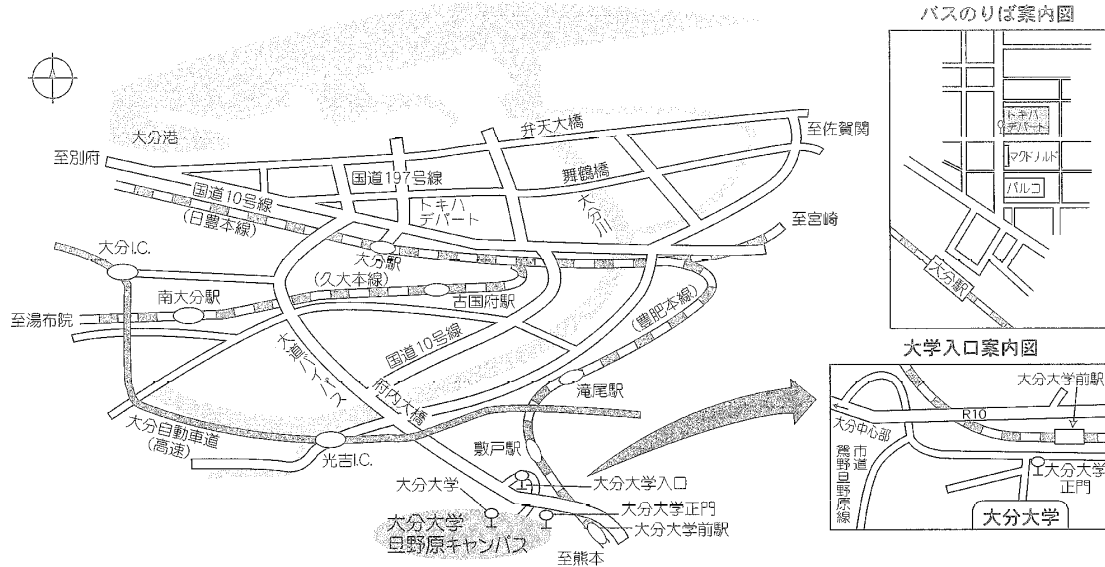 バスのりば案内図
トキハ
デパート
マクドナルド
パルコ
大分駅
大分港
至別府
弁天大橋
至佐賀関
国道197号線
舞鶴橋
国道10号線
(日豊本線)
トキハ
デパート
大分川
至宮崎
大分I.C.
大分駅
(久大本線)
南大分駅
古国府駅
至湯布院
(豊肥本線)
国道10号線
大道バイパス
府内大橋
滝尾駅
大分自動車道
(高速)
光吉I.C.
敷戸駅
大分大学
大分大学入口
大分大学正門
大分大学前駅
大分大学
旦野原キャンパス
至熊本
大学入口案内図
大分大学前駅
R10
大分中心部
市道
鴛野旦野原線
大分大学
正門
大分大学